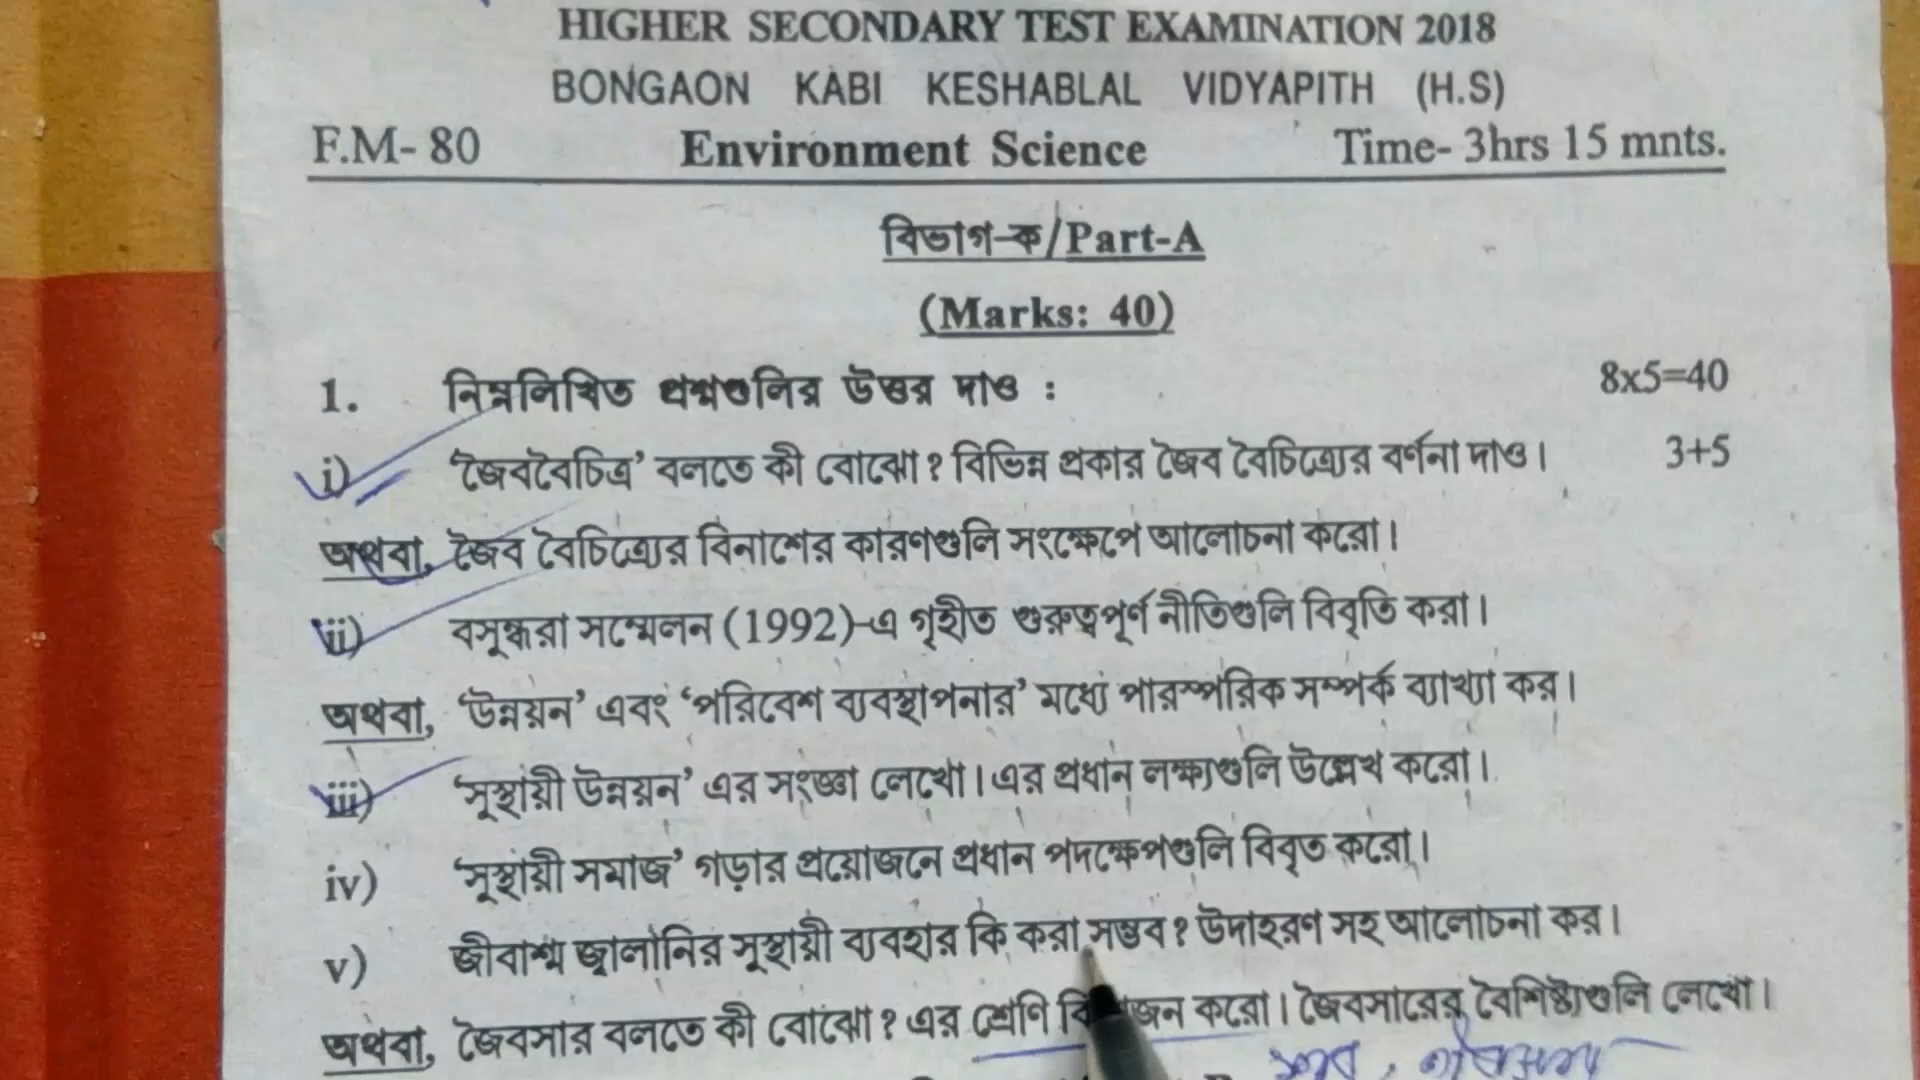 HIGHER SECONDARY TEST EXAMINATION 2018
BONGAON KABI KESHABLAL VIDYAPITH (H.S)
F.M- 80 Environment Science Time- 3hrs 15 mnts.
বিভাগ-ক/Part-A
(Marks: 40)
1. নিম্নলিখিত প্রশ্নগুলির উত্তর দাও : 8x5=40
i) 'জৈববৈচিত্র' বলতে কী বোঝো? বিভিন্ন প্রকার জৈব বৈচিত্র্যের বর্ণনা দাও। 3+5
অথবা, জৈব বৈচিত্র্যের বিনাশের কারণগুলি সংক্ষেপে আলোচনা করো।
ii) বসুন্ধরা সম্মেলন (1992)-এ গৃহীত গুরুত্বপূর্ণ নীতিগুলি বিবৃতি করা।
অথবা, 'উন্নয়ন' এবং 'পরিবেশ ব্যবস্থাপনার' মধ্যে পারস্পরিক সম্পর্ক ব্যাখ্যা কর।
iii) 'সুস্থায়ী উন্নয়ন' এর সংজ্ঞা লেখো। এর প্রধান লক্ষ্যগুলি উল্লেখ করো।
iv) 'সুস্থায়ী সমাজ' গড়ার প্রয়োজনে প্রধান পদক্ষেপগুলি বিবৃত করো।
v) জীবাশ্ম জ্বালানির সুস্থায়ী ব্যবহার কি করা সম্ভব? উদাহরণ সহ আলোচনা কর।
অথবা, জৈবসার বলতে কী বোঝো? এর শ্রেণি করো। জৈবসারের বৈশিষ্ট্যগুলি লেখো।